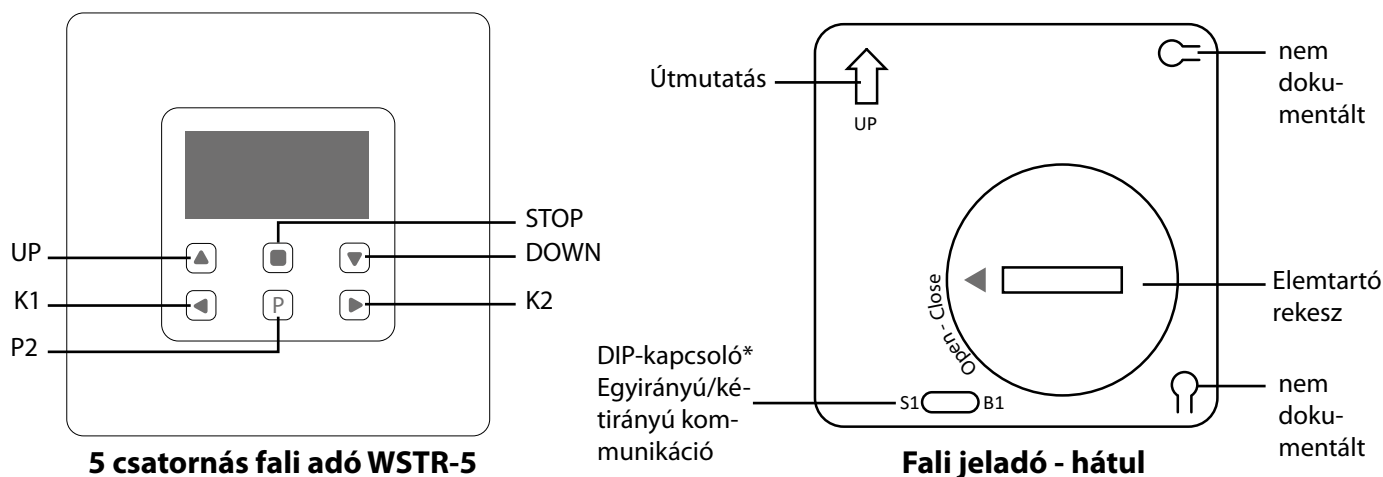 STOP
UP
DOWN
K1
P
K2
P2
5 csatornás fali adó WSTR-5
Útmutatás
UP
nem
doku-
mentált
Open - Close
Elemtartó
rekesz
DIP-kapcsoló*
Egyirányú/ké-
tirányú kom-
munikáció
S1
B1
nem
doku-
mentált
Fali jeladó - hátul